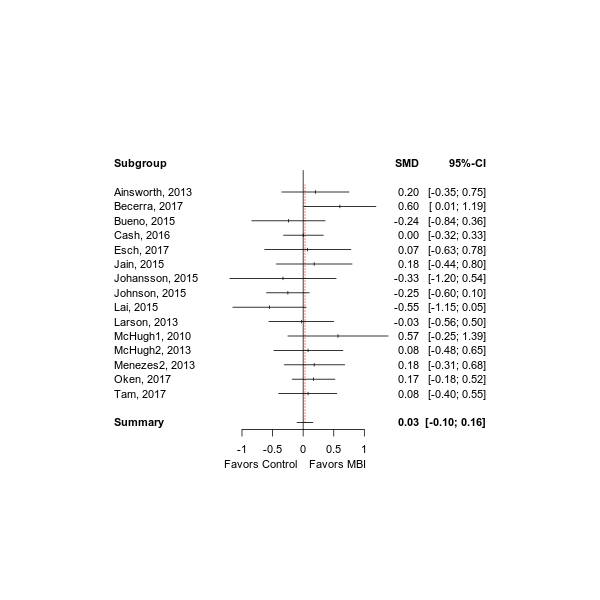 Subgroup SMD 95%-CI
Ainsworth, 2013 0.20 [-0.35; 0.75]
Becerra, 2017 0.60 [ 0.01; 1.19]
Bueno, 2015 -0.24 [-0.84; 0.36]
Cash, 2016 0.00 [-0.32; 0.33]
Esch, 2017 0.07 [-0.63; 0.78]
Jain, 2015 0.18 [-0.44; 0.80]
Johansson, 2015 -0.33 [-1.20; 0.54]
Johnson, 2015 -0.25 [-0.60; 0.10]
Lai, 2015 -0.55 [-1.15; 0.05]
Larson, 2013 -0.03 [-0.56; 0.50]
McHugh1, 2010 0.57 [-0.25; 1.39]
McHugh2, 2013 0.08 [-0.48; 0.65]
Menezes2, 2013 0.18 [-0.31; 0.68]
Oken, 2017 0.17 [-0.18; 0.52]
Tam, 2017 0.08 [-0.40; 0.55]
Summary 0.03 [-0.10; 0.16]
-1 -0.5 0 0.5 1
Favors Control Favors MBI